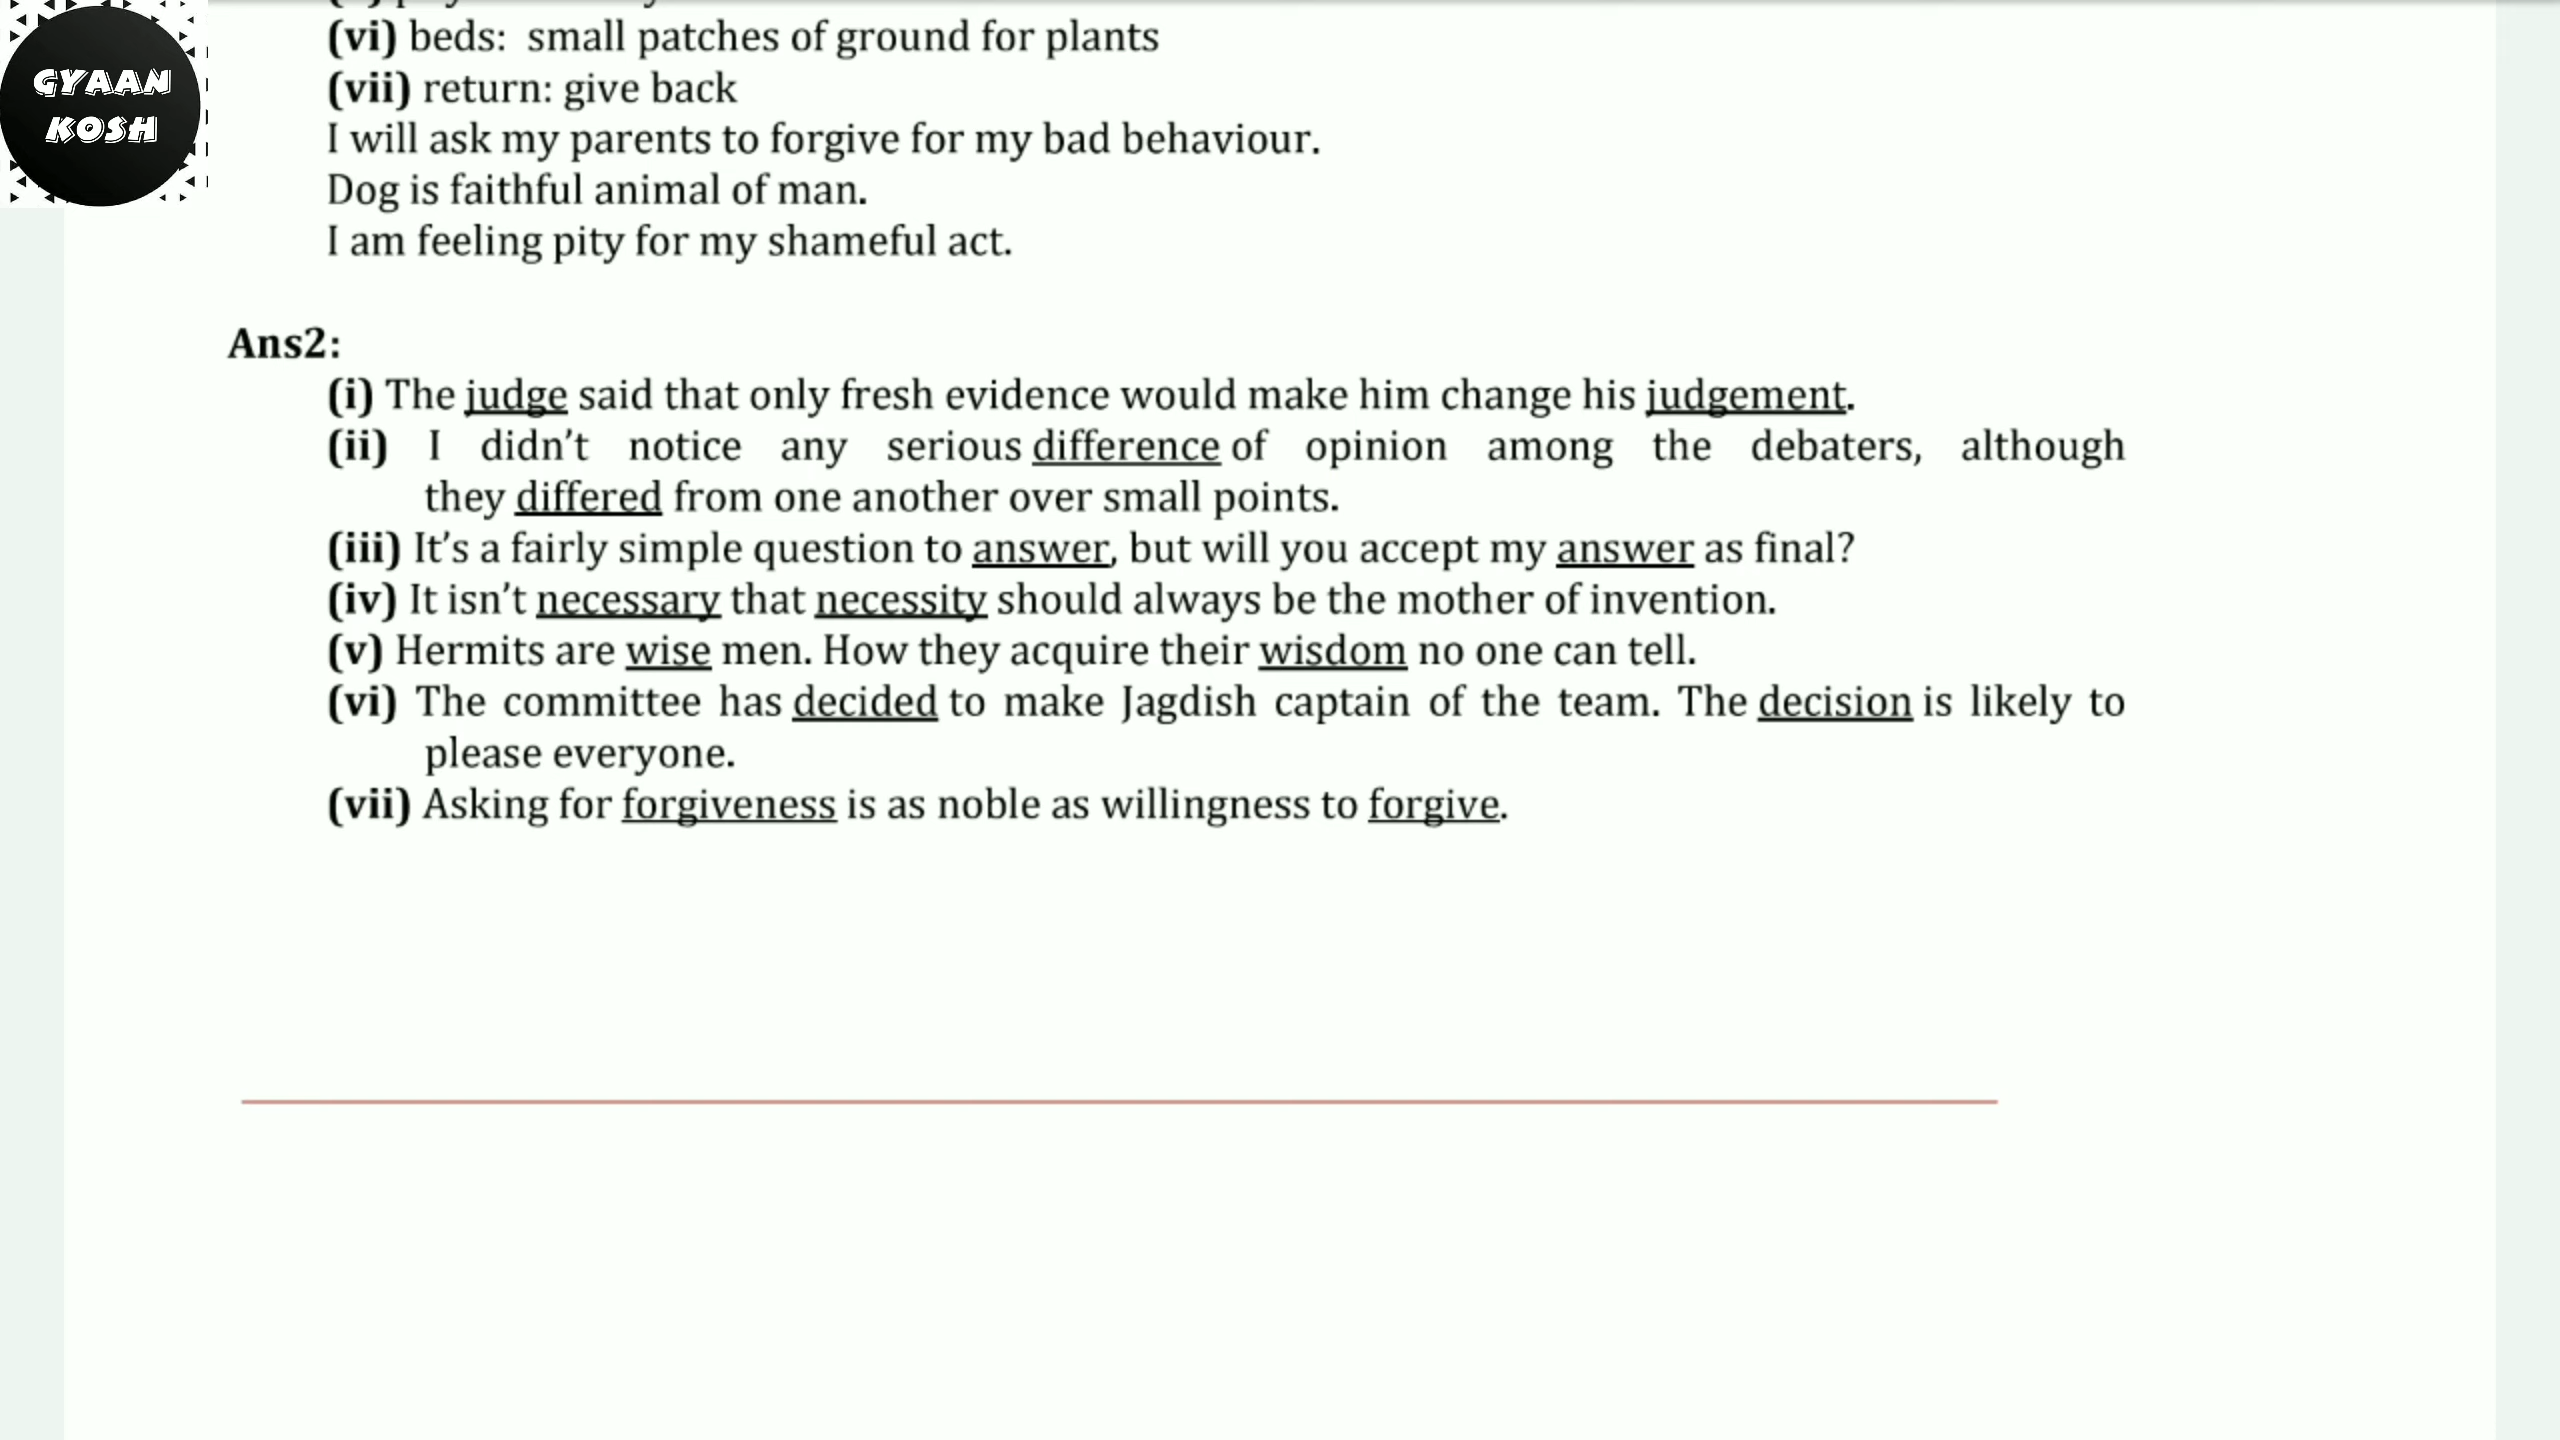 GYAAN
KOSH
(vi) beds: small patches of ground for plants
(vii) return: give back
I will ask my parents to forgive for my bad behaviour.
Dog is faithful animal of man.
I am feeling pity for my shameful act.
Ans2:
(i) The judge said that only fresh evidence would make him change his judgement.
(ii) I didn’t notice any serious difference of opinion among the debaters, although
they differed from one another over small points.
(iii) It’s a fairly simple question to answer, but will you accept my answer as final?
(iv) It isn’t necessary that necessity should always be the mother of invention.
(v) Hermits are wise men. How they acquire their wisdom no one can tell.
(vi) The committee has decided to make Jagdish captain of the team. The decision is likely to
please everyone.
(vii) Asking for forgiveness is as noble as willingness to forgive.